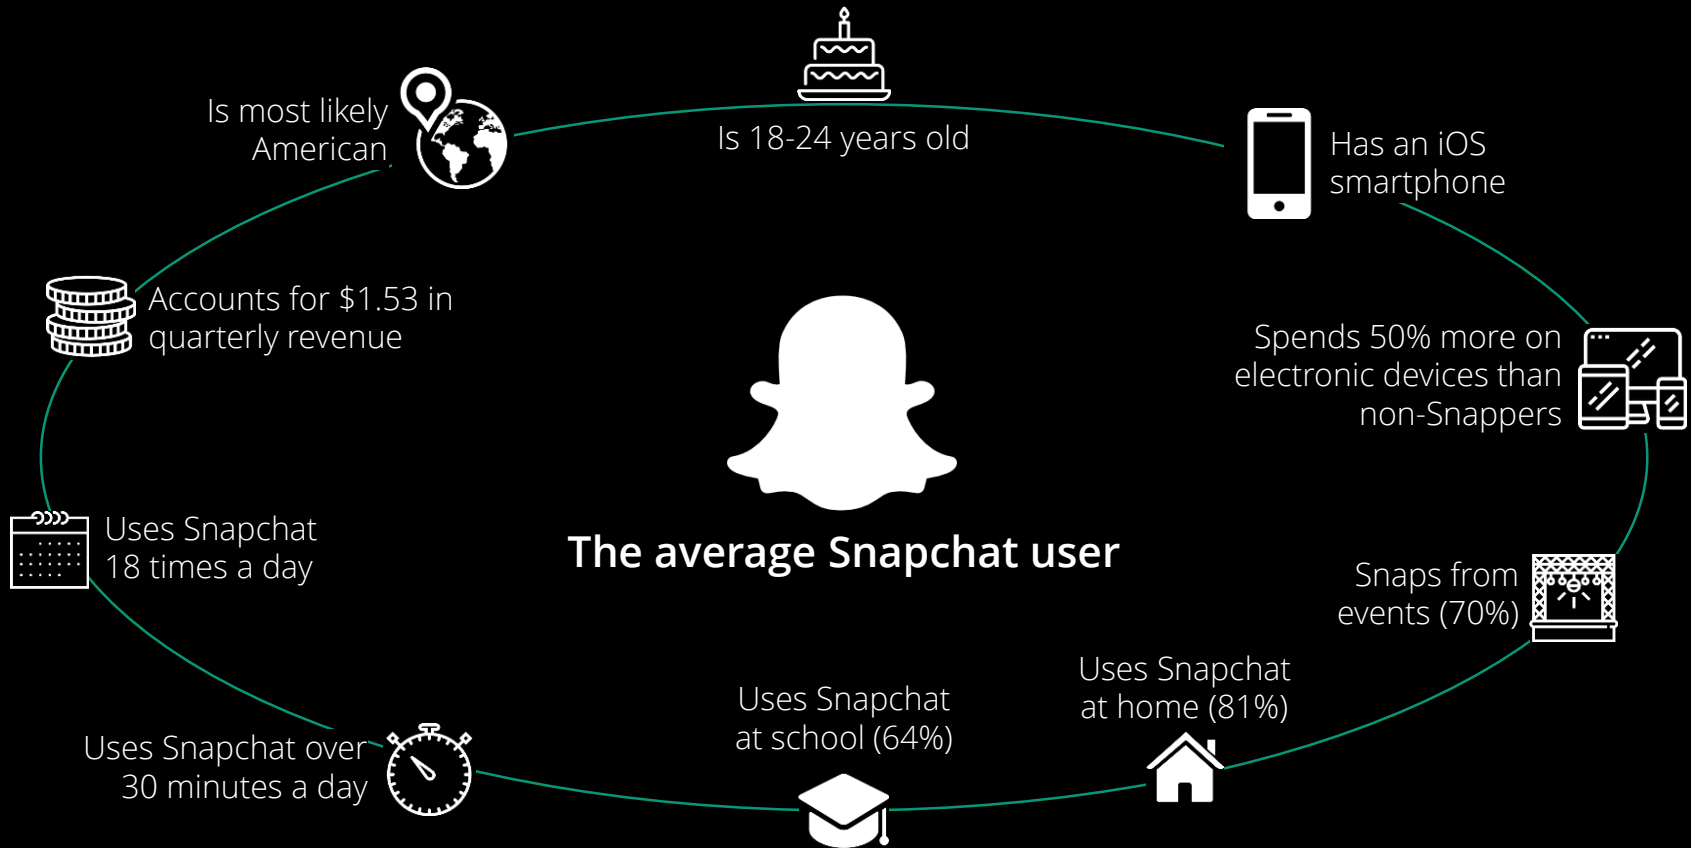 Is 18-24 years old
Is most likely
American
Has an iOS
smartphone
Accounts for $1.53 in
quarterly revenue
Spends 50% more on
electronic devices than
non-Snappers
Uses Snapchat
18 times a day
The average Snapchat user
Snaps from
events (70%)
Uses Snapchat
at home (81%)
Uses Snapchat
at school (64%)
Uses Snapchat over
30 minutes a day